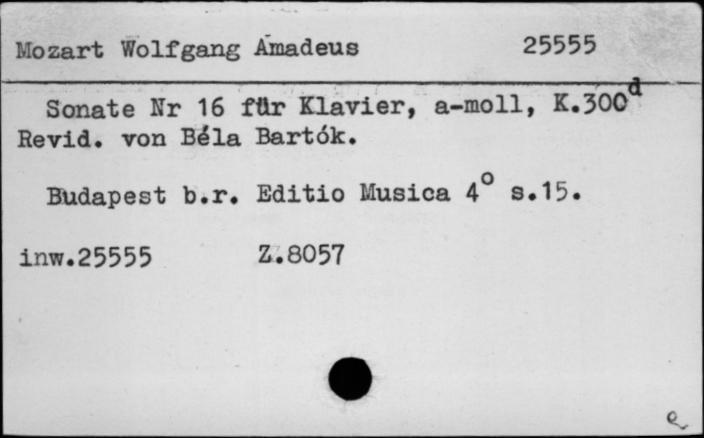 Mozart Wolfgang Amadeus 25555
Sonate Nr 16 für Klavier, a-moll, K.300d
Revid. von Béla Bartók.
Budapest b.r. Editio Musica 4° s.15.
inw.25555 Z.8057